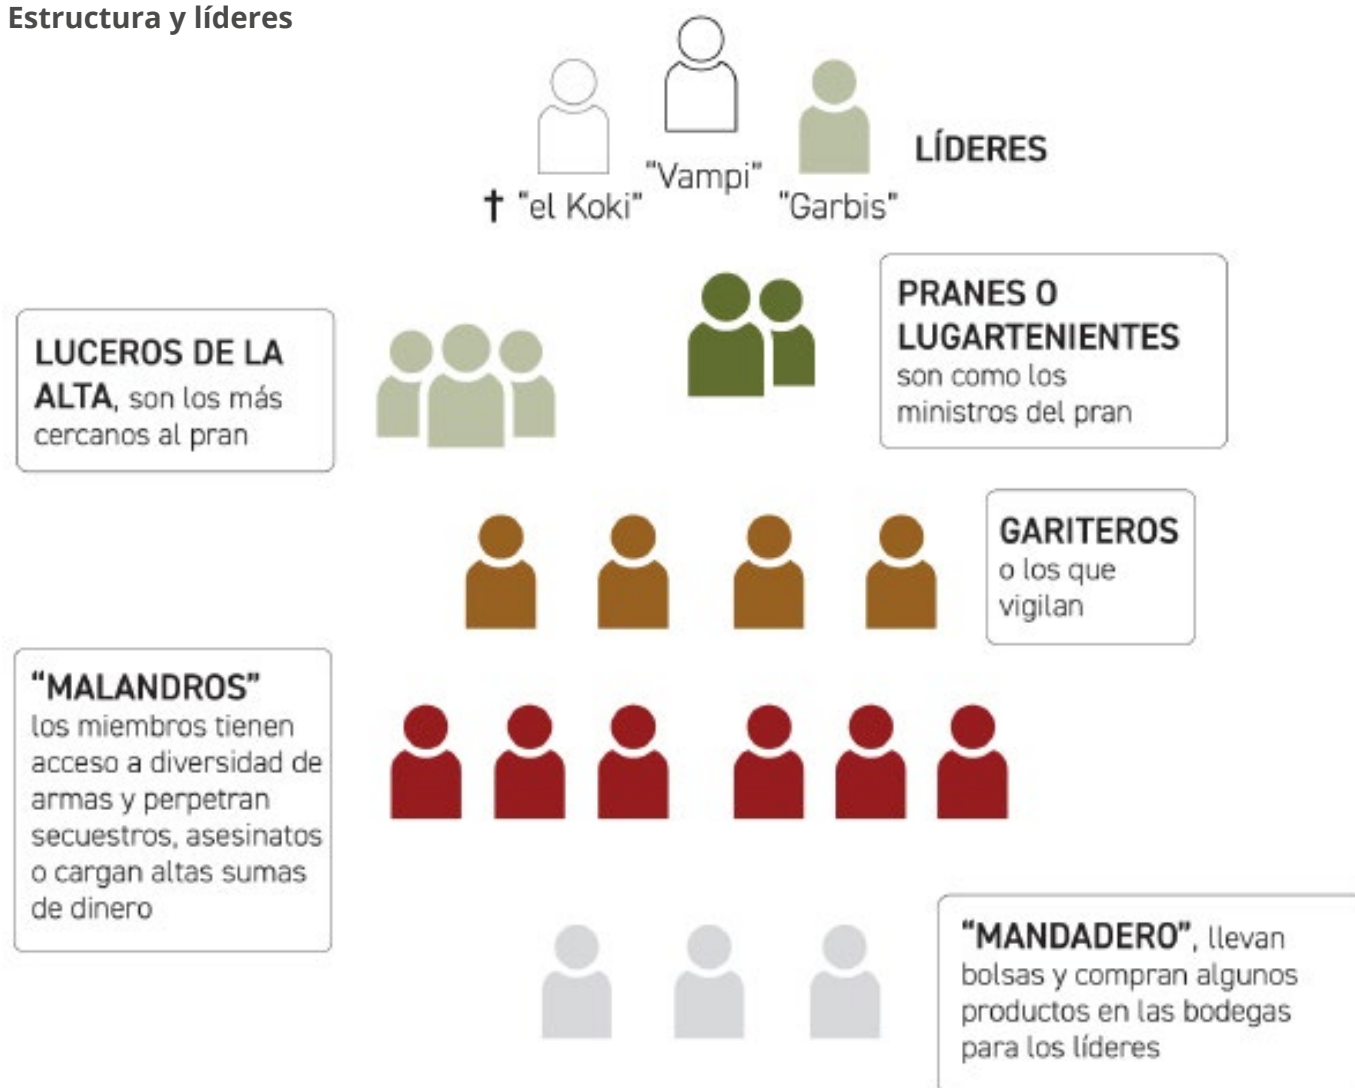 Estructura y líderes
LÍDERES
"Vampi"
† "el Koki"
"Garbis"
PRANES O
LUGARTENIENTES
son como los
ministros del pran
LUCEROS DE LA
ALTA, son los más
cercanos al pran
GARITEROS
o los que
vigilan
"MALANDROS"
los miembros tienen
acceso a diversidad de
armas y perpetran
secuestros, asesinatos
o cargan altas sumas
de dinero
"MANDADERO", llevan
bolsas y compran algunos
productos en las bodegas
para los líderes